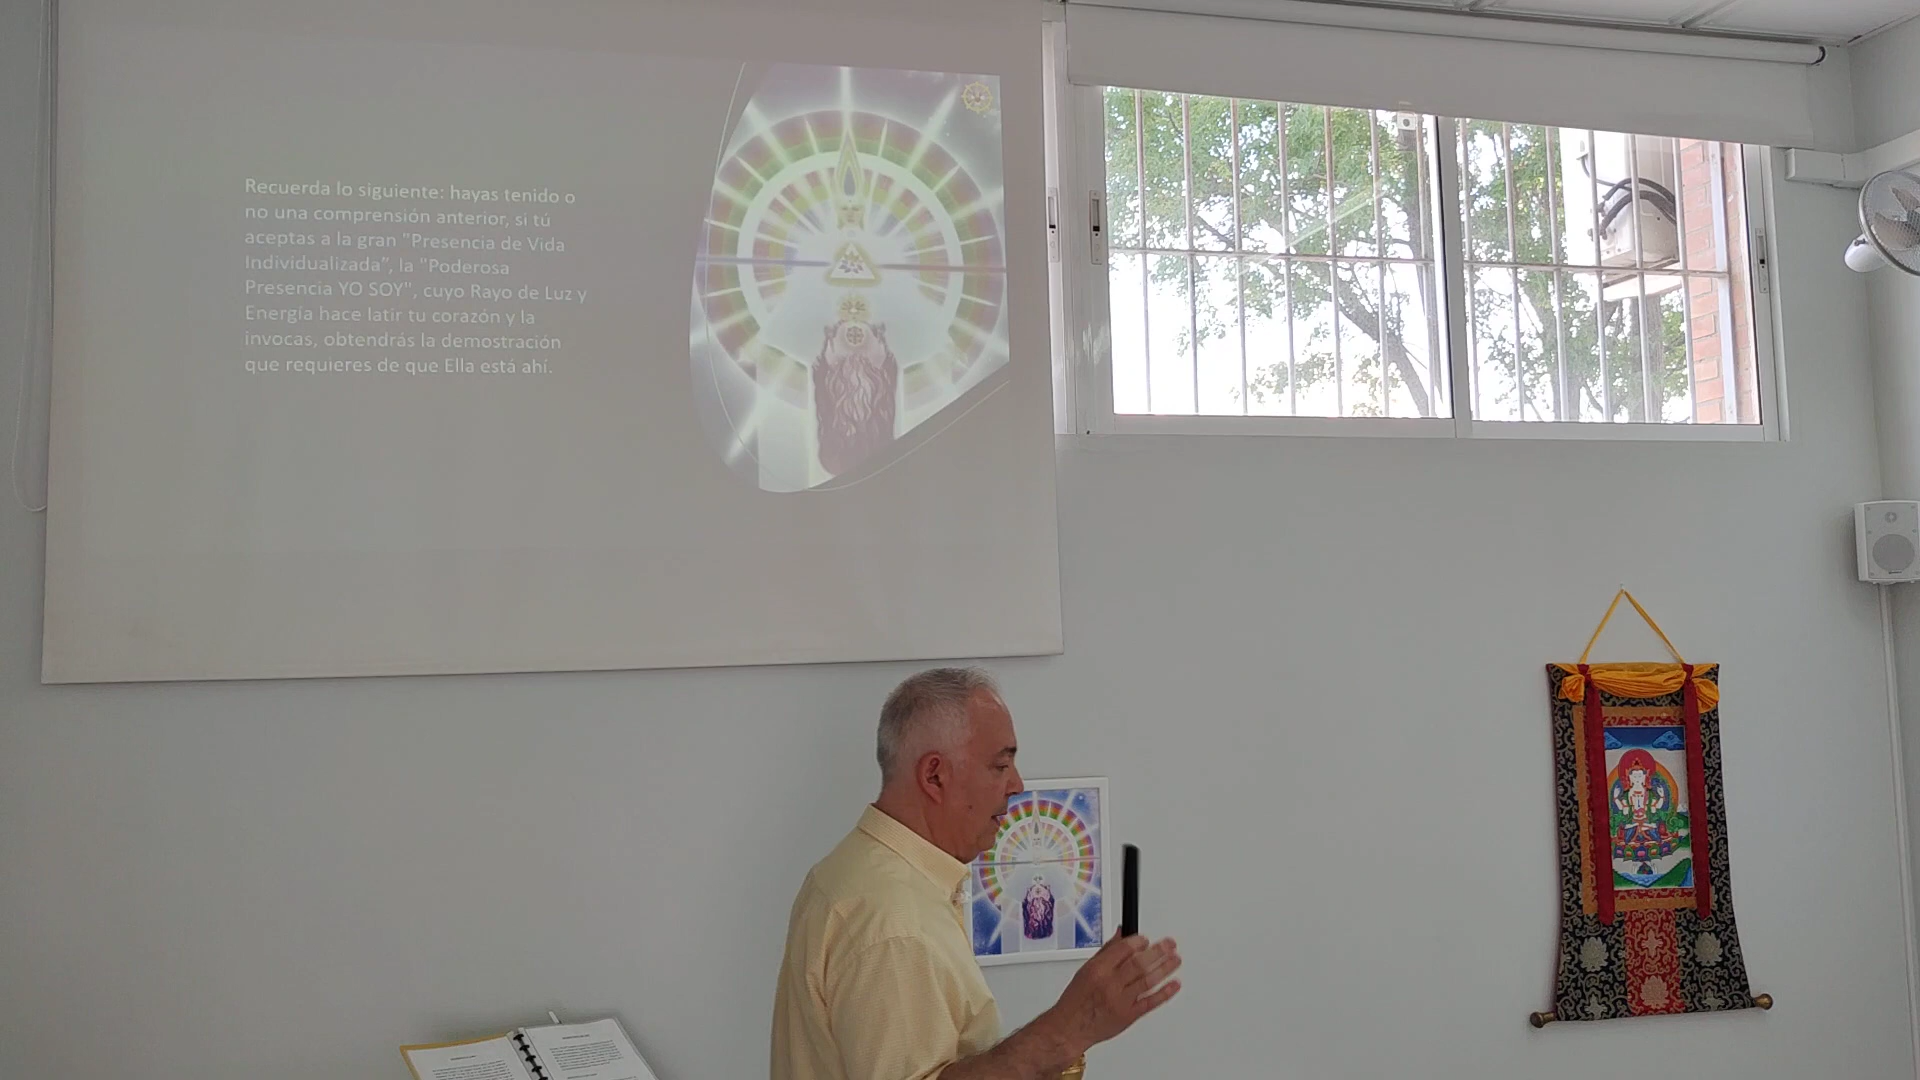 Recuerda lo siguiente: hayas tenido o
no una comprensión anterior, si tú
aceptas a la gran "Presencia de Vida
Individualizada", la "Poderosa
Presencia YO SOY", cuyo Rayo de Luz y
Energía hace latir tu corazón y la
invocas, obtendrás la demostración
que requieres de que Ella está ahí.